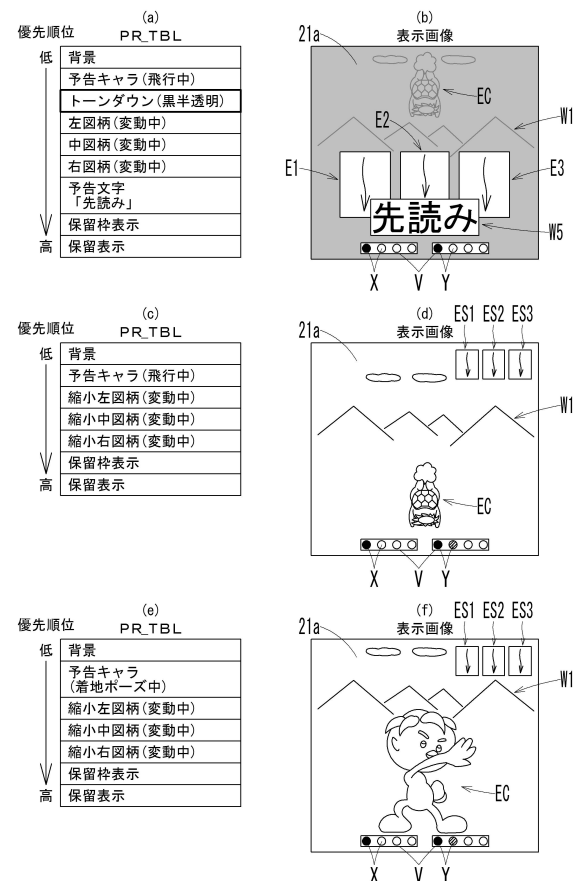 (a)
優先順位 PR_TBL
低 背景
予告キャラ(飛行中)
トーンダウン(黒半透明)
左図柄(変動中)
中図柄(変動中)
右図柄(変動中)
予告文字
「先読み」
保留枠表示
高 保留表示
(b)
表示画像
21a
EC
E2
W1
E1
E3
先読み
W5
X V Y
(c)
優先順位 PR_TBL
低 背景
予告キャラ(飛行中)
縮小左図柄(変動中)
縮小中図柄(変動中)
縮小右図柄(変動中)
保留枠表示
高 保留表示
(d)
表示画像
ES1 ES2 ES3
21a
W1
EC
X V Y
(e)
優先順位 PR_TBL
低 背景
予告キャラ
(着地ポーズ中)
縮小左図柄(変動中)
縮小中図柄(変動中)
縮小右図柄(変動中)
保留枠表示
高 保留表示
(f)
表示画像
ES1 ES2 ES3
21a
W1
EC
X V Y